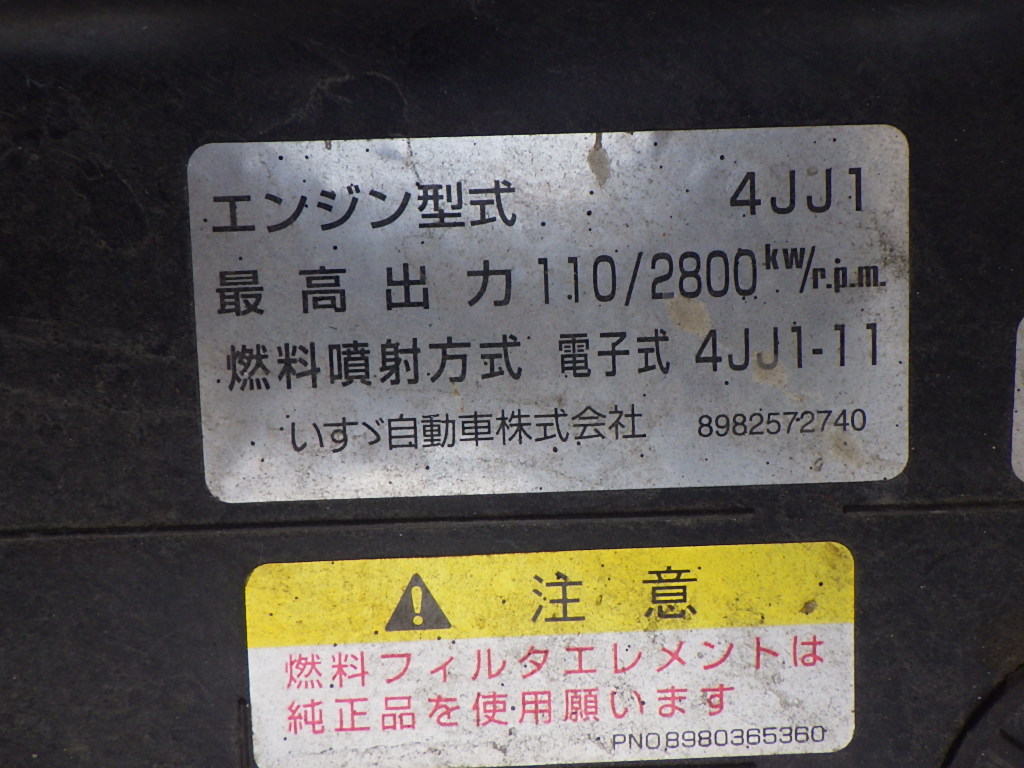 エンジン型式 4JJ1
最高出力 110/2800kw/r.p.m.
燃料噴射方式 電子式 4JJ1-11
いすゞ自動車株式会社 8982572740
注意
燃料フィルタエレメントは
純正品を使用願います
PNO.8980365360